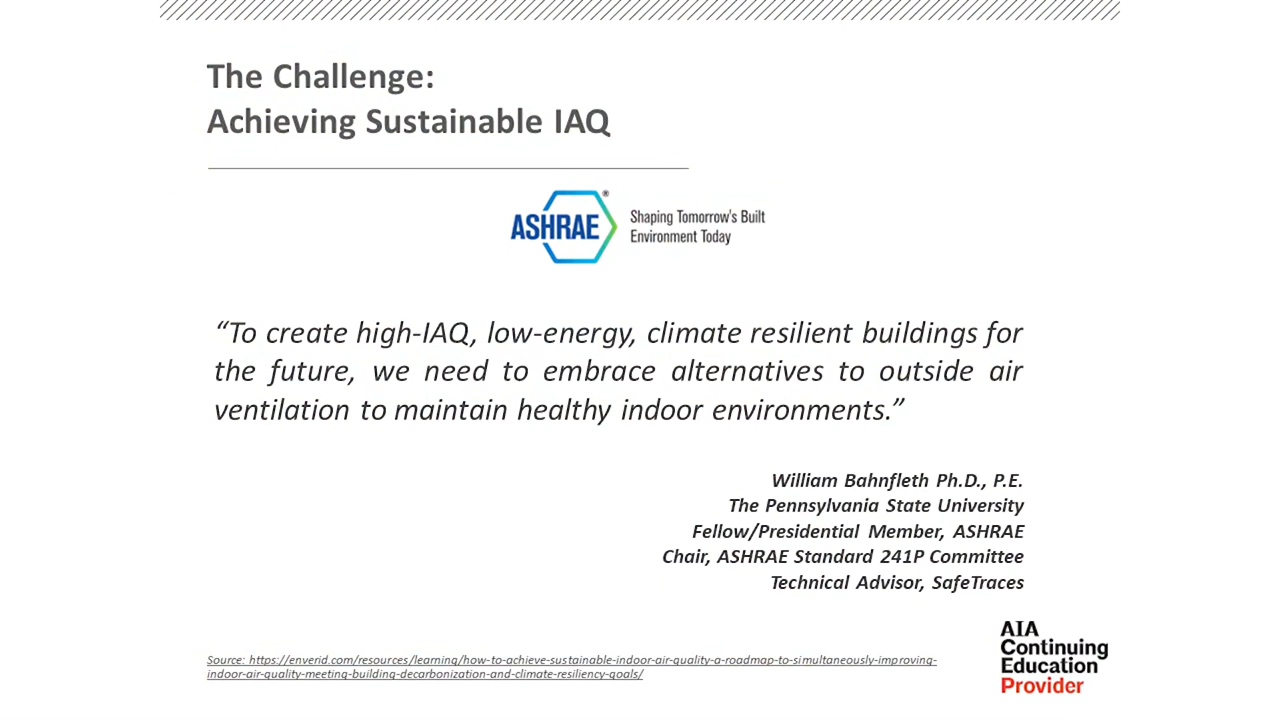 The Challenge:
Achieving Sustainable IAQ
ASHRAE®
Shaping Tomorrow's Built
Environment Today
“To create high-IAQ, low-energy, climate resilient buildings for
the future, we need to embrace alternatives to outside air
ventilation to maintain healthy indoor environments.”
William Bahnfleth Ph.D., P.E.
The Pennsylvania State University
Fellow/Presidential Member, ASHRAE
Chair, ASHRAE Standard 241P Committee
Technical Advisor, SafeTraces
Source: https://enverid.com/resources/learning/how-to-achieve-sustainable-indoor-air-quality-a-roadmap-to-simultaneously-improving-
indoor-air-quality-meeting-building-decarbonization-and-climate-resiliency-goals/
AIA
Continuing
Education
Provider